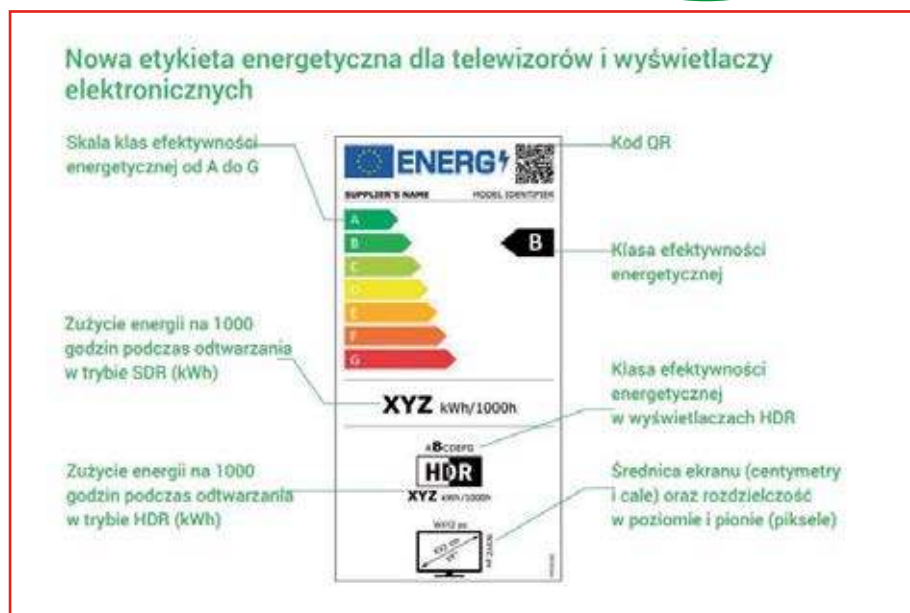 Nowa etykieta energetyczna dla telewizorów i wyświetlaczy
elektronicznych
Skala klas efektywności
energetycznej od A do G
Zużycie energii na 1000
godzin podczas odtwarzania
w trybie SDR (kWh)
Zużycie energii na 1000
godzin podczas odtwarzania
w trybie HDR (kWh)
ENERG
SUPPLIER'S NAME MODEL IDENTIFIER
A
B
B
C
D
E
F
G
XYZ kWh/1000h
ABCDEFG
HDR
XYZ kWh/1000h
Kod QR
Klasa efektywności
energetycznej
Klasa efektywności
energetycznej
w wyświetlaczach HDR
Średnica ekranu (centymetry
i cale) oraz rozdzielczość
w poziomie i pionie (piksele)